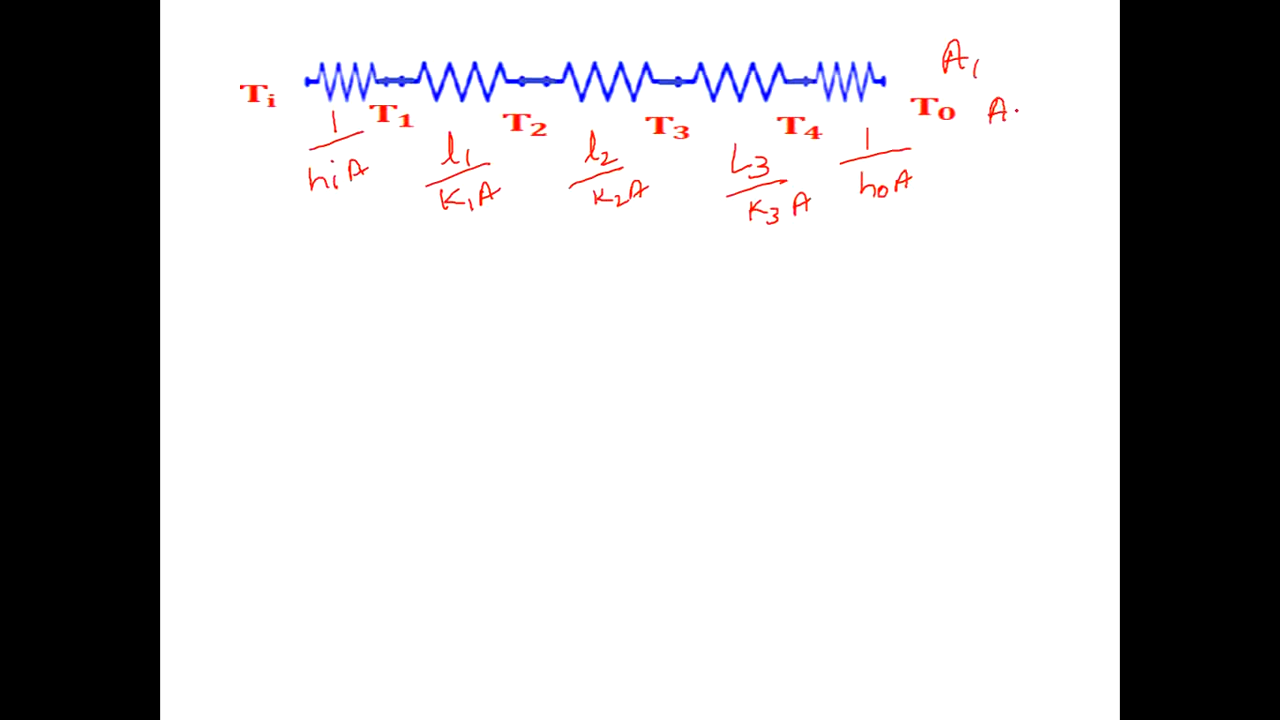 Ti T1 T2 T3 T4 To
1/hiA l1/K1A l2/K2A L3/K3A 1/hoA
A1
A.